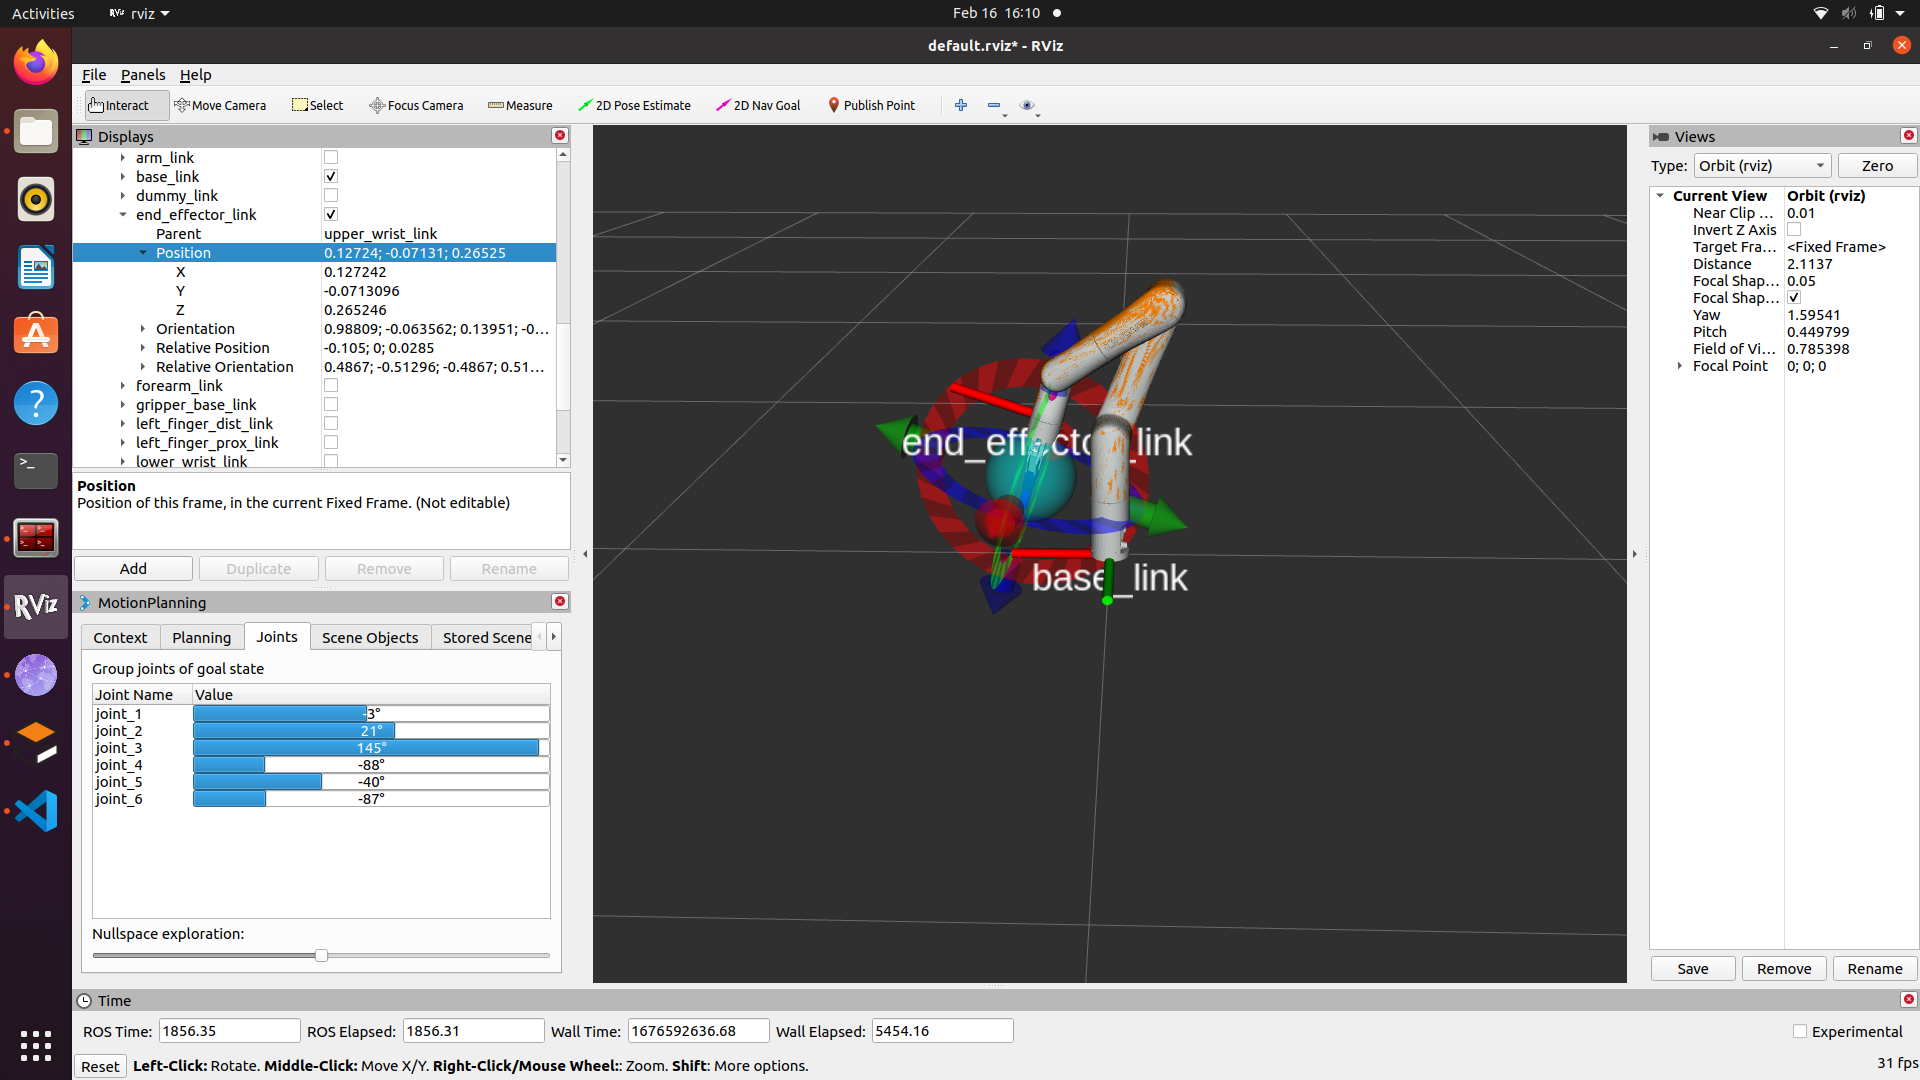 Activities rviz Feb 16 16:10
default.rviz* - RViz
File Panels Help
Interact Move Camera Select Focus Camera Measure 2D Pose Estimate 2D Nav Goal Publish Point
Displays
arm_link
base_link
dummy_link
end_effector_link
Parent upper_wrist_link
Position 0.12724; -0.07131; 0.26525
X 0.127242
Y -0.0713096
Z 0.265246
Orientation 0.98809; -0.063562; 0.13951; -0...
Relative Position -0.105; 0; 0.0285
Relative Orientation 0.4867; -0.51296; -0.4867; 0.51...
forearm_link
gripper_base_link
left_finger_dist_link
left_finger_prox_link
lower_wrist_link
Position
Position of this frame, in the current Fixed Frame. (Not editable)
Add Duplicate Remove Rename
MotionPlanning
Context Planning Joints Scene Objects Stored Scene
Group joints of goal state
Joint Name Value
joint_1 -3°
joint_2 21°
joint_3 145°
joint_4 -88°
joint_5 -40°
joint_6 -87°
Nullspace exploration:
RViz
end_effector_link
base_link
Views
Type: Orbit (rviz) Zero
Current View Orbit (rviz)
Near Clip ... 0.01
Invert Z Axis
Target Fra... <Fixed Frame>
Distance 2.1137
Focal Shap... 0.05
Focal Shap...
Yaw 1.59541
Pitch 0.449799
Field of Vi... 0.785398
Focal Point 0; 0; 0
Save Remove Rename
Time
ROS Time: 1856.35 ROS Elapsed: 1856.31 Wall Time: 1676592636.68 Wall Elapsed: 5454.16 Experimental
Reset Left-Click: Rotate. Middle-Click: Move X/Y. Right-Click/Mouse Wheel:: Zoom. Shift: More options. 31 fps